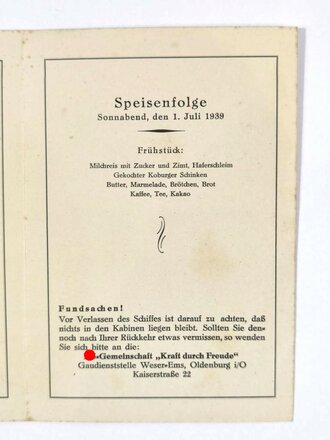 Speisenfolge
Sonnabend, den 1. Juli 1939
Frühstück:
Milchreis mit Zucker und Zimt, Haferschleim
Gekochter Koburger Schinken
Butter, Marmelade, Brötchen, Brot
Kaffee, Tee, Kakao
Fundsachen!
Vor Verlassen des Schiffes ist darauf zu achten, daß
nichts in den Kabinen liegen bleibt. Sollten Sie den-
noch nach Ihrer Rückkehr etwas vermissen, so wenden
Sie sich bitte an die:
-Gemeinschaft „Kraft durch Freude"
Gaudienststelle Weser-Ems, Oldenburg i/O
Kaiserstraße 22